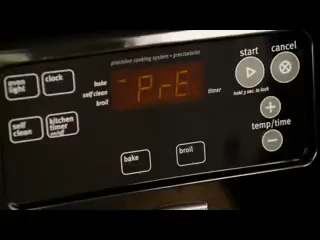 precision cooking system - precisebake
start
cancel
oven light
clock
bake
self clean
broil
PrE
timer
hold 3 sec. to lock
self clean
kitchen timer on/off
temp/time
bake
broil